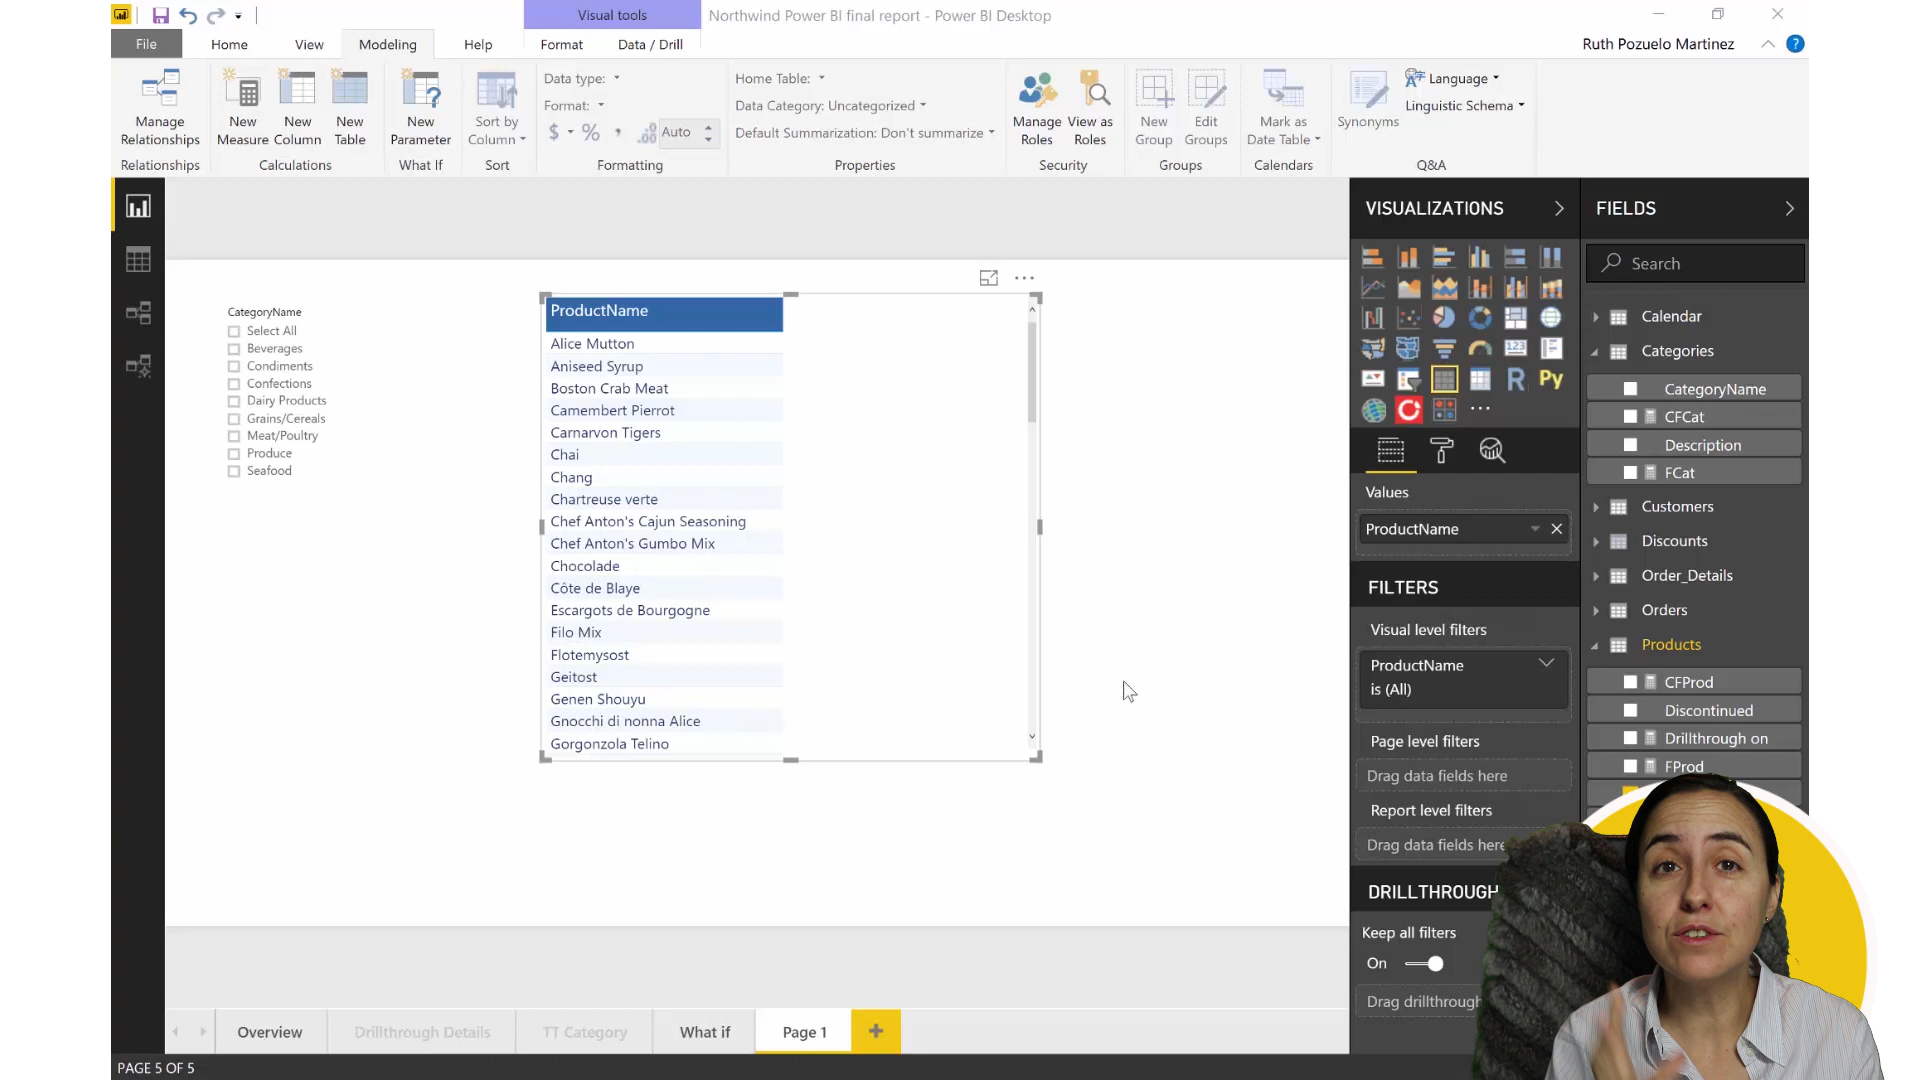 Visual tools
Northwind Power BI final report - Power BI Desktop
File
Home
View
Modeling
Help
Format
Data / Drill
Ruth Pozuelo Martinez
?
Manage Relationships
New Measure
New Column
New Table
New Parameter
Sort by Column
Data type:
Format:
$
%
,
Auto
Home Table:
Data Category: Uncategorized
Default Summarization: Don't summarize
Manage Roles
View as Roles
New Group
Edit Groups
Mark as Date Table
Synonyms
Language
Linguistic Schema
Relationships
Calculations
What If
Sort
Formatting
Properties
Security
Groups
Calendars
Q&A
CategoryName
Select All
Beverages
Condiments
Confections
Dairy Products
Grains/Cereals
Meat/Poultry
Produce
Seafood
ProductName
Alice Mutton
Aniseed Syrup
Boston Crab Meat
Camembert Pierrot
Carnarvon Tigers
Chai
Chang
Chartreuse verte
Chef Anton's Cajun Seasoning
Chef Anton's Gumbo Mix
Chocolade
Côte de Blaye
Escargots de Bourgogne
Filo Mix
Flotemysost
Geitost
Genen Shouyu
Gnocchi di nonna Alice
Gorgonzola Telino
VISUALIZATIONS
123
R
Py
Values
ProductName
FILTERS
Visual level filters
ProductName
is (All)
Page level filters
Drag data fields here
Report level filters
Drag data fields here
DRILLTHROUGH
Keep all filters
On
Drag drillthrough
FIELDS
Search
Calendar
Categories
CategoryName
CFCat
Description
FCat
Customers
Discounts
Order_Details
Orders
Products
CFProd
Discontinued
Drillthrough on
FProd
Overview
Drillthrough Details
TT Category
What if
Page 1
PAGE 5 OF 5